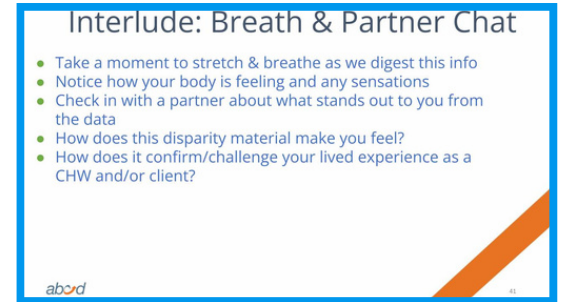 Interlude: Breath & Partner Chat
● Take a moment to stretch & breathe as we digest this info
● Notice how your body is feeling and any sensations
● Check in with a partner about what stands out to you from
the data
● How does this disparity material make you feel?
● How does it confirm/challenge your lived experience as a
CHW and/or client?
41